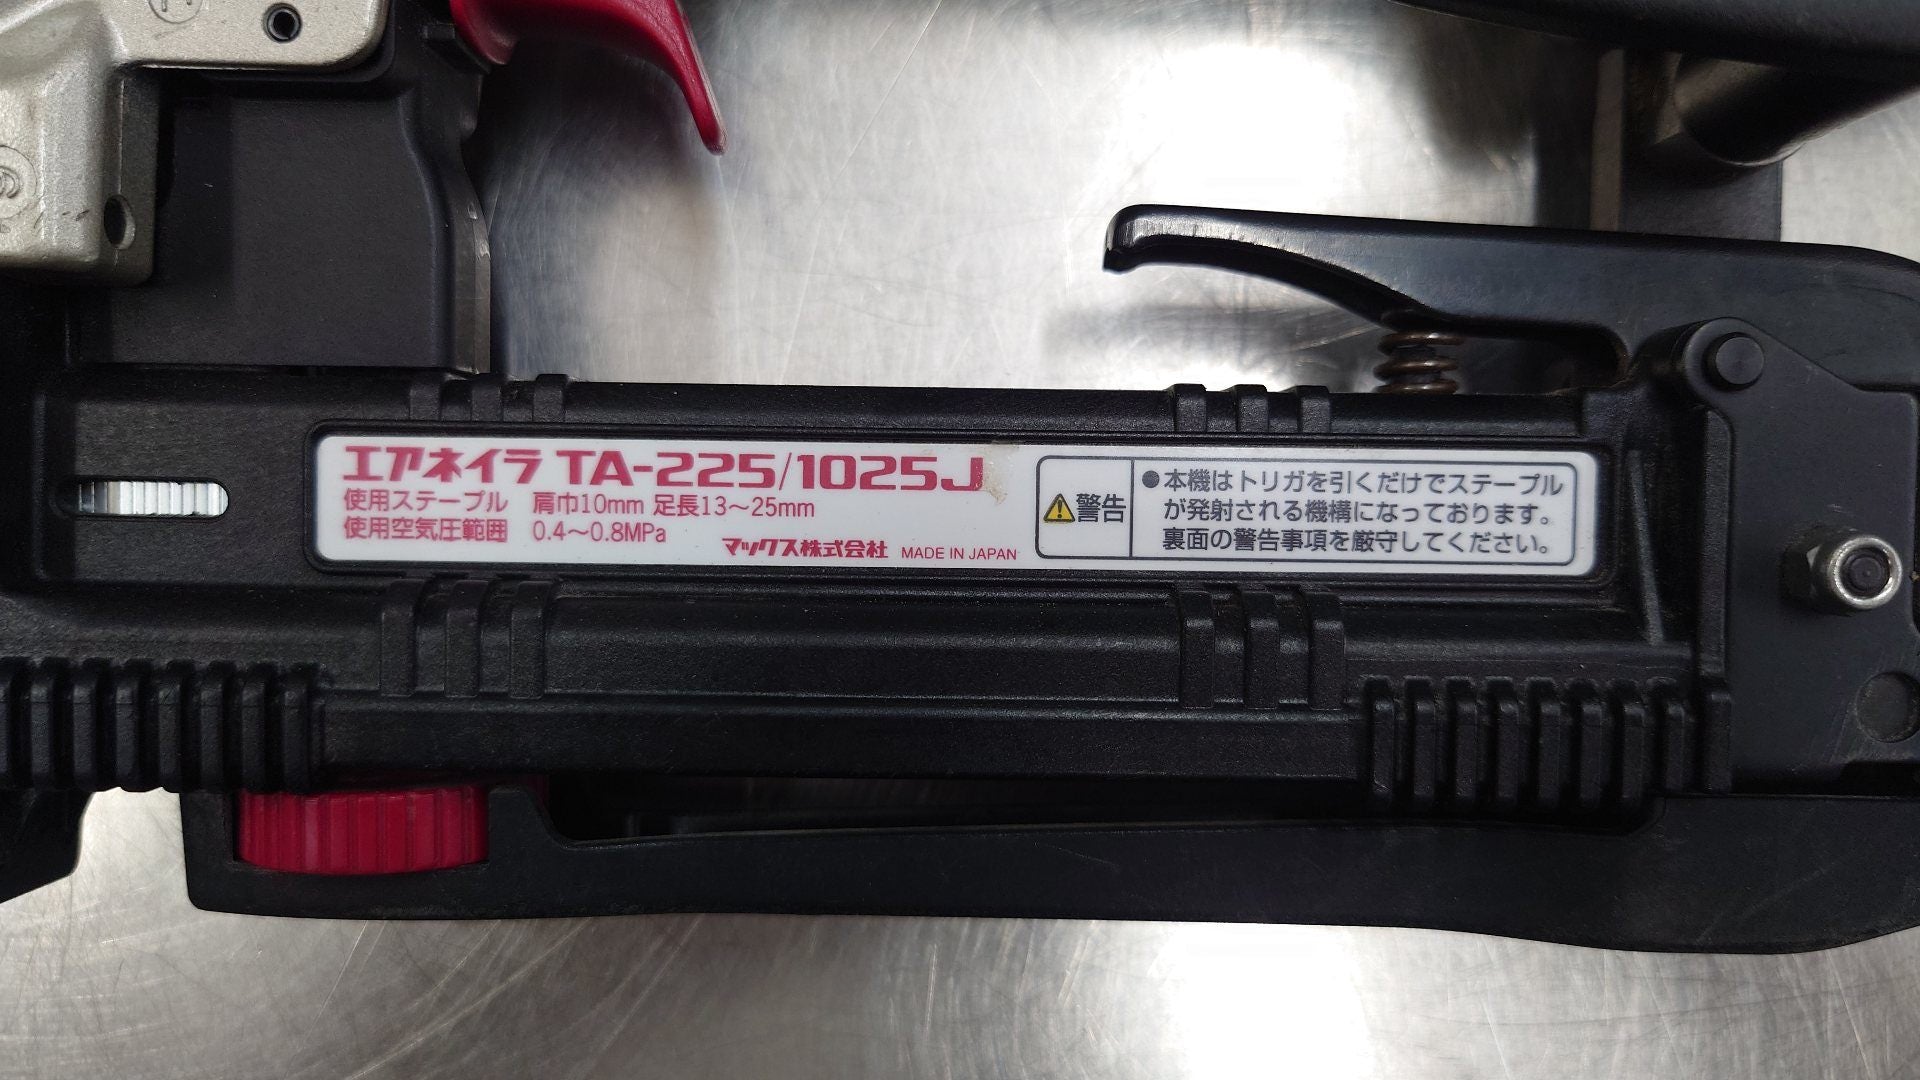 エアネイラ TA-225/1025J
使用ステープル 肩巾10mm 足長13～25mm
使用空気圧範囲 0.4～0.8MPa
マックス株式会社 MADE IN JAPAN
警告
●本機はトリガを引くだけでステープル
が発射される機構になっております。
裏面の警告事項を厳守してください。